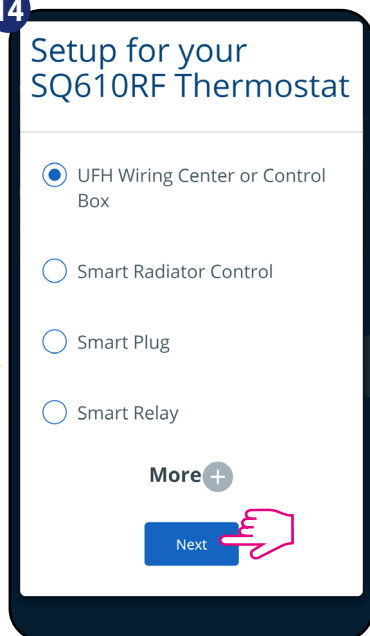 14
Setup for your
SQ610RF Thermostat
UFH Wiring Center or Control
Box
Smart Radiator Control
Smart Plug
Smart Relay
More +
Next